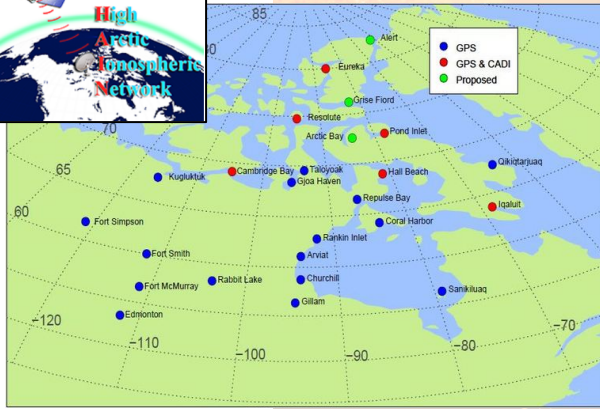 High
Arctic
Ionospheric
Network
85
80
70
65
60
GPS
GPS & CADI
Proposed
Alert
Eureka
Grise Fiord
Resolute
Arctic Bay
Pond Inlet
Qikiqtarjuaq
Kugluktuk
Cambridge Bay
Taloyoak
Gjoa Haven
Hall Beach
Repulse Bay
Iqaluit
Fort Simpson
Coral Harbor
Rankin Inlet
Fort Smith
Arviat
Fort McMurray
Rabbit Lake
Churchill
Sanikiluaq
Gillam
Edmonton
−120
−110
−100
−90
−80
−70